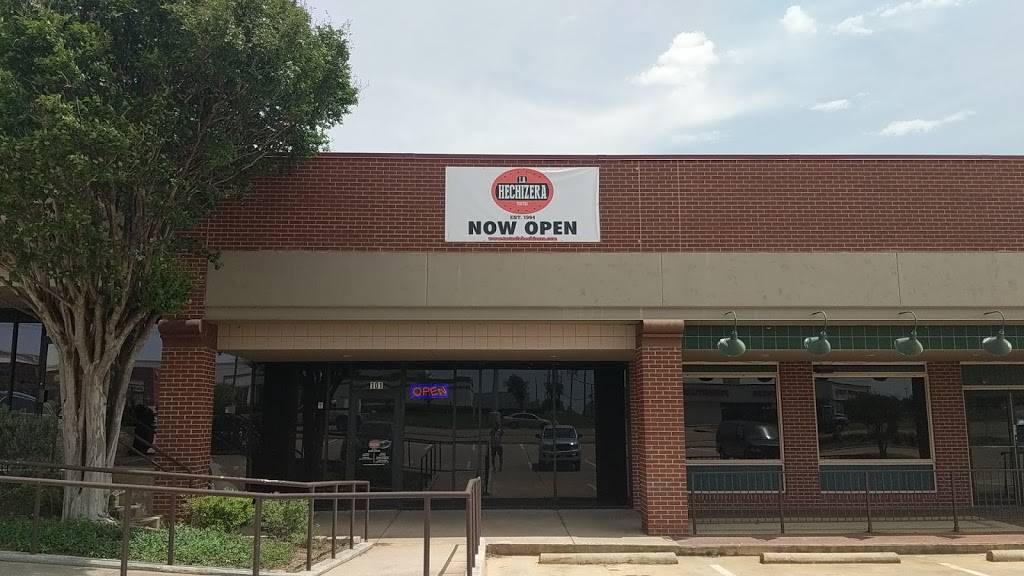 LA
HECHIZERA
EST. 1994
NOW OPEN
101
OPEN